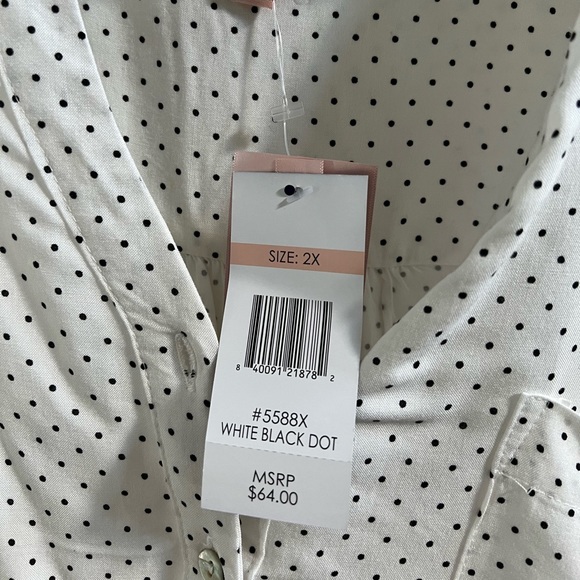 SIZE: 2X
8 40091 21878 2
#5588X
WHITE BLACK DOT
MSRP
$64.00